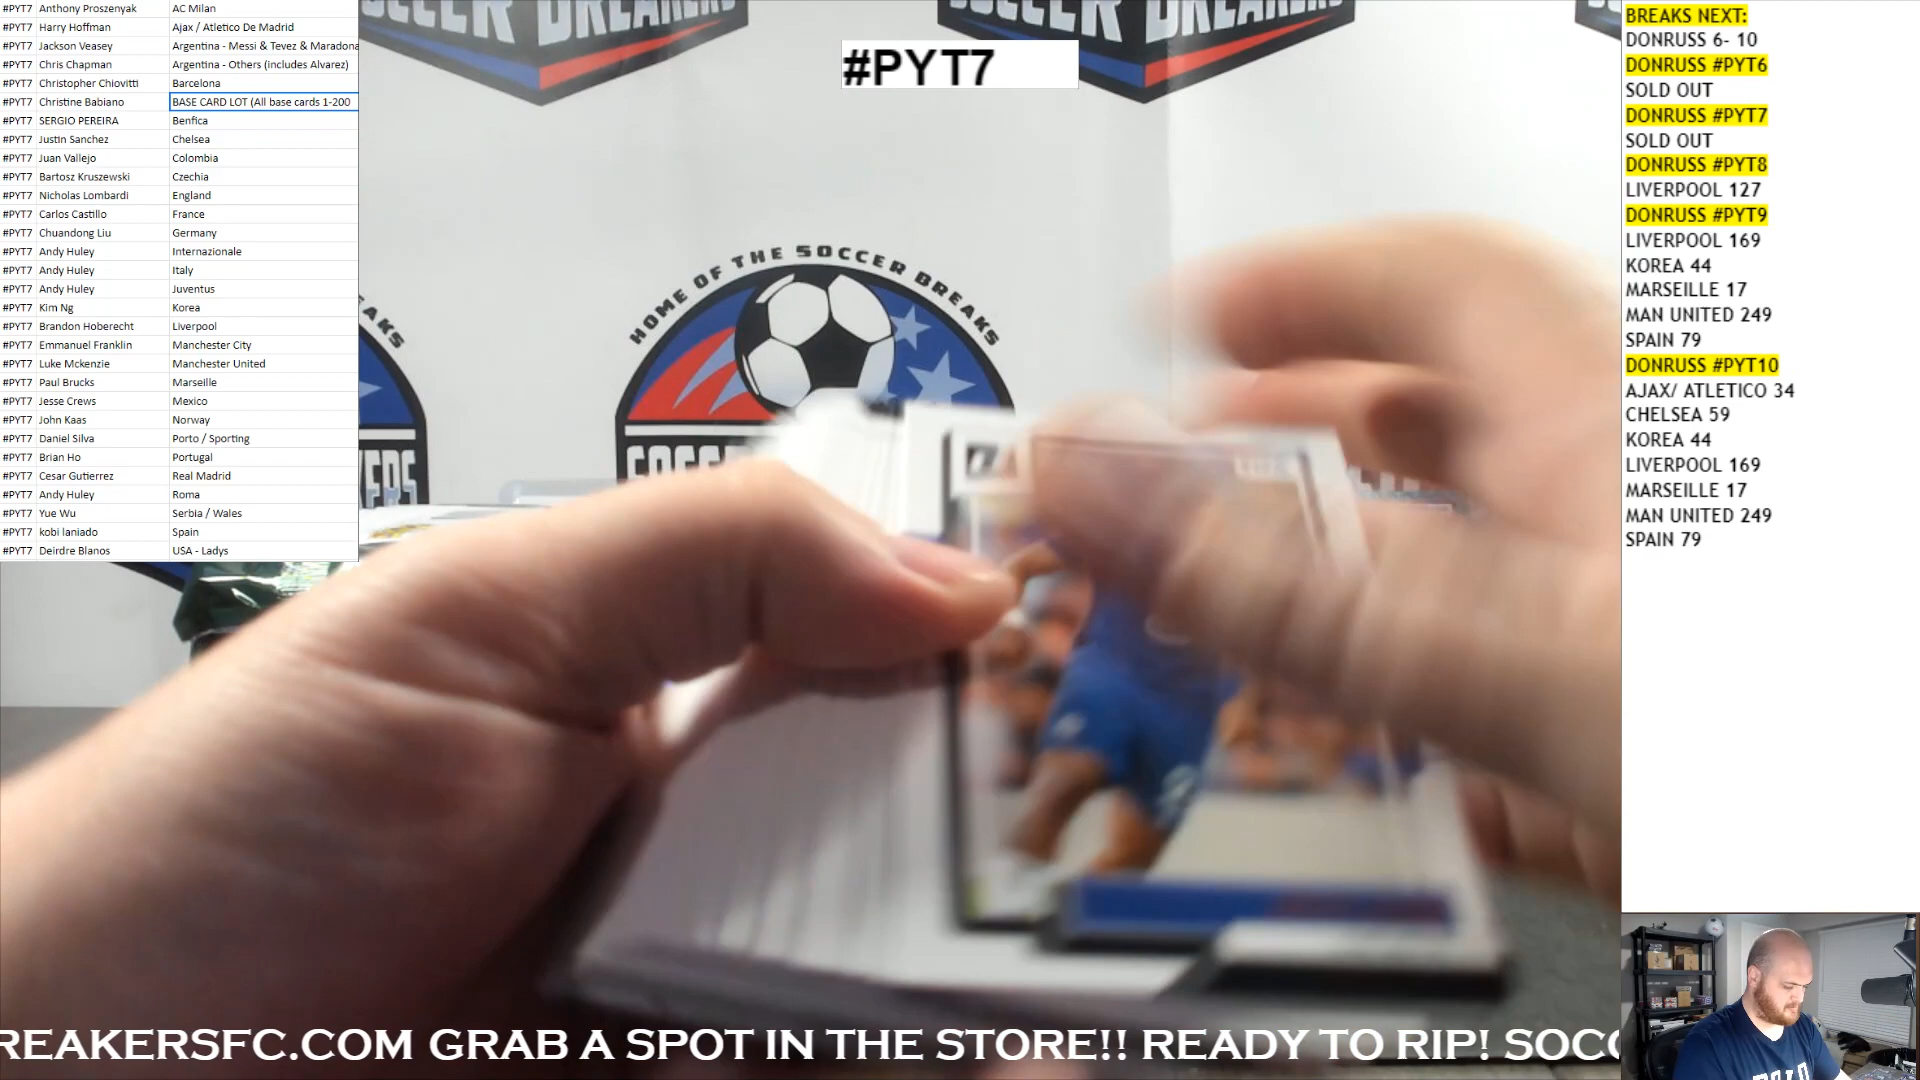 #PYT7 Anthony Proszenyak AC Milan
#PYT7 Harry Hoffman Ajax / Atletico De Madrid
#PYT7 Jackson Veasey Argentina - Messi & Tevez & Maradona
#PYT7 Chris Chapman Argentina - Others (includes Alvarez)
#PYT7 Christopher Chiovitti Barcelona
#PYT7 Christine Babiano BASE CARD LOT (All base cards 1-200
#PYT7 SERGIO PEREIRA Benfica
#PYT7 Justin Sanchez Chelsea
#PYT7 Juan Vallejo Colombia
#PYT7 Bartosz Kruszewski Czechia
#PYT7 Nicholas Lombardi England
#PYT7 Carlos Castillo France
#PYT7 Chuandong Liu Germany
#PYT7 Andy Huley Internazionale
#PYT7 Andy Huley Italy
#PYT7 Andy Huley Juventus
#PYT7 Kim Ng Korea
#PYT7 Brandon Hoberecht Liverpool
#PYT7 Emmanuel Franklin Manchester City
#PYT7 Luke Mckenzie Manchester United
#PYT7 Paul Brucks Marseille
#PYT7 Jesse Crews Mexico
#PYT7 John Kaas Norway
#PYT7 Daniel Silva Porto / Sporting
#PYT7 Brian Ho Portugal
#PYT7 Cesar Gutierrez Real Madrid
#PYT7 Andy Huley Roma
#PYT7 Yue Wu Serbia / Wales
#PYT7 kobi laniado Spain
#PYT7 Deirdre Blanos USA - Ladys
SOCCER BREAKERS
SOCCER BREAKERS
#PYT7
HOME OF THE SOCCER BREAKS
EAKS
KERS
BREAKS NEXT:
DONRUSS 6- 10
DONRUSS #PYT6
SOLD OUT
DONRUSS #PYT7
SOLD OUT
DONRUSS #PYT8
LIVERPOOL 127
DONRUSS #PYT9
LIVERPOOL 169
KOREA 44
MARSEILLE 17
MAN UNITED 249
SPAIN 79
DONRUSS #PYT10
AJAX/ ATLETICO 34
CHELSEA 59
KOREA 44
LIVERPOOL 169
MARSEILLE 17
MAN UNITED 249
SPAIN 79
REAKERSFC.COM GRAB A SPOT IN THE STORE!! READY TO RIP! SOCC